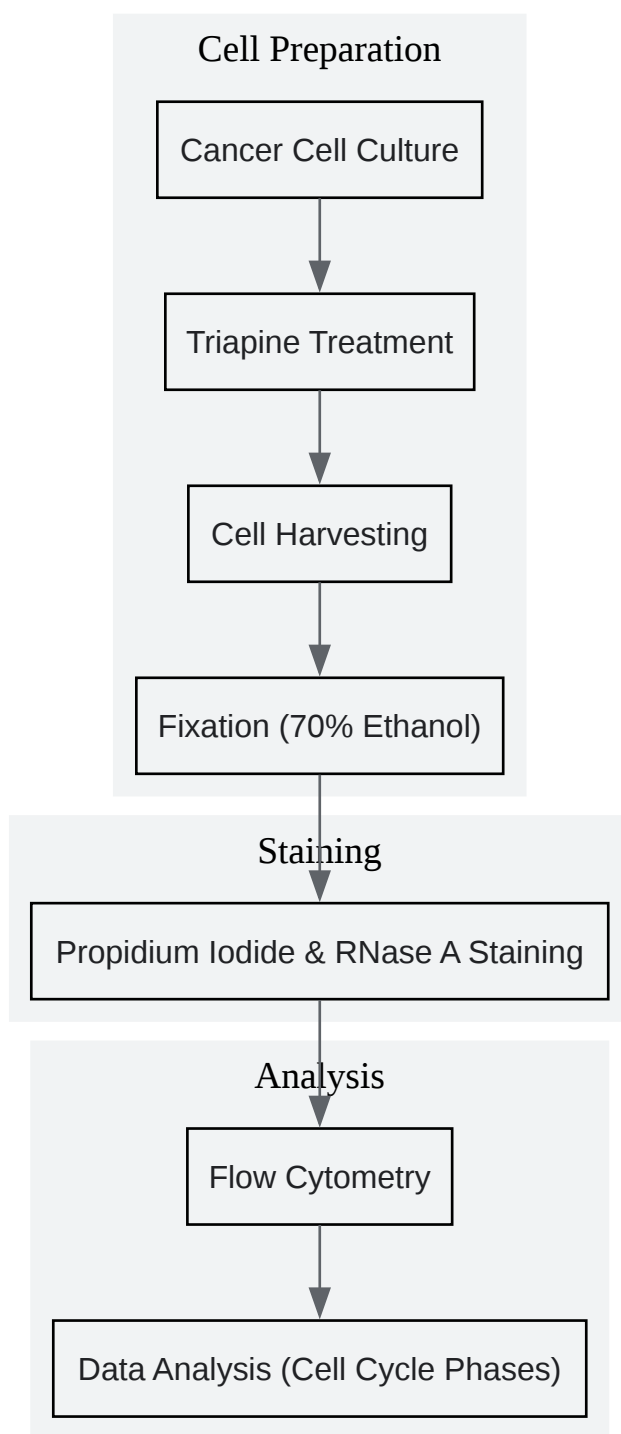 Cell Preparation
Cancer Cell Culture
Triapine Treatment
Cell Harvesting
Fixation (70% Ethanol)
Staining
Propidium Iodide & RNase A Staining
Analysis
Flow Cytometry
Data Analysis (Cell Cycle Phases)